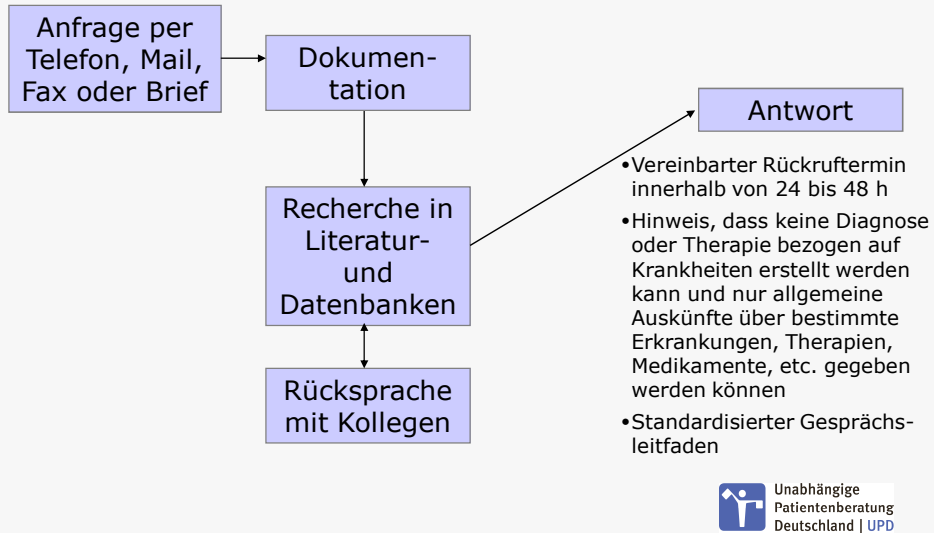 Anfrage per
Telefon, Mail,
Fax oder Brief
Dokumen-
tation
Recherche in
Literatur-
und
Datenbanken
Rücksprache
mit Kollegen
Antwort
•Vereinbarter Rückruftermin
innerhalb von 24 bis 48 h
•Hinweis, dass keine Diagnose
oder Therapie bezogen auf
Krankheiten erstellt werden
kann und nur allgemeine
Auskünfte über bestimmte
Erkrankungen, Therapien,
Medikamente, etc. gegeben
werden können
•Standardisierter Gesprächs-
leitfaden
Unabhängige
Patientenberatung
Deutschland | UPD